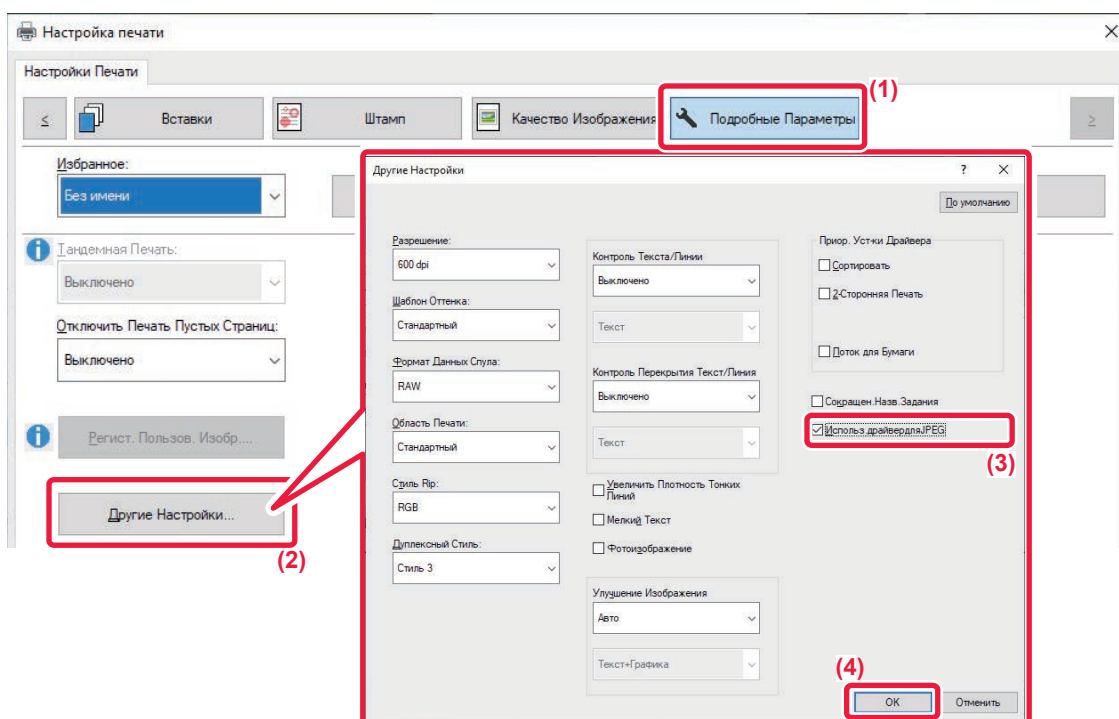 Настройка печати
Настройки Печати
(1)
<
Вставки
Штамп
Качество Изображения
Подробные Параметры
>
Избранное:
Без имени
Тандемная Печать:
Выключено
Отключить Печать Пустых Страниц:
Выключено
Регист. Пользов. Изобр....
Другие Настройки...
(2)
Другие Настройки
?
По умолчанию
Разрешение:
600 dpi
Шаблон Оттенка:
Стандартный
Формат Данных Спула:
RAW
Область Печати:
Стандартный
Стиль Rip:
RGB
Дуплексный Стиль:
Стиль 3
Контроль Текста/Линии
Выключено
Текст
Контроль Перекрытия Текст/Линия
Выключено
Текст
Увеличить Плотность Тонких
Линий
Мелкий Текст
Фотоизображение
Улушение Изображения
Авто
Текст+Графика
Приор. Уст-ки Драйвера
Сортировать
2-Сторонняя Печать
Лоток для Бумаги
Сокращен.Назв.Задания
Использ.драйвердляJPEG
(3)
(4)
OK
Отменить